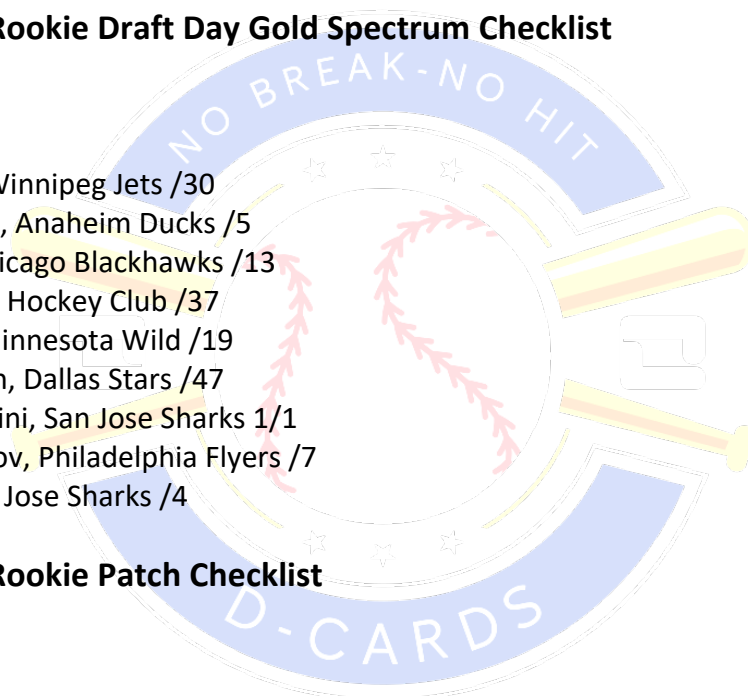 Rookie Draft Day Gold Spectrum Checklist
NO BREAK-NO HIT
Winnipeg Jets /30
, Anaheim Ducks /5
icago Blackhawks /13
Hockey Club /37
innesota Wild /19
n, Dallas Stars /47
ini, San Jose Sharks 1/1
ov, Philadelphia Flyers /7
Jose Sharks /4
Rookie Patch Checklist
D-CARDS